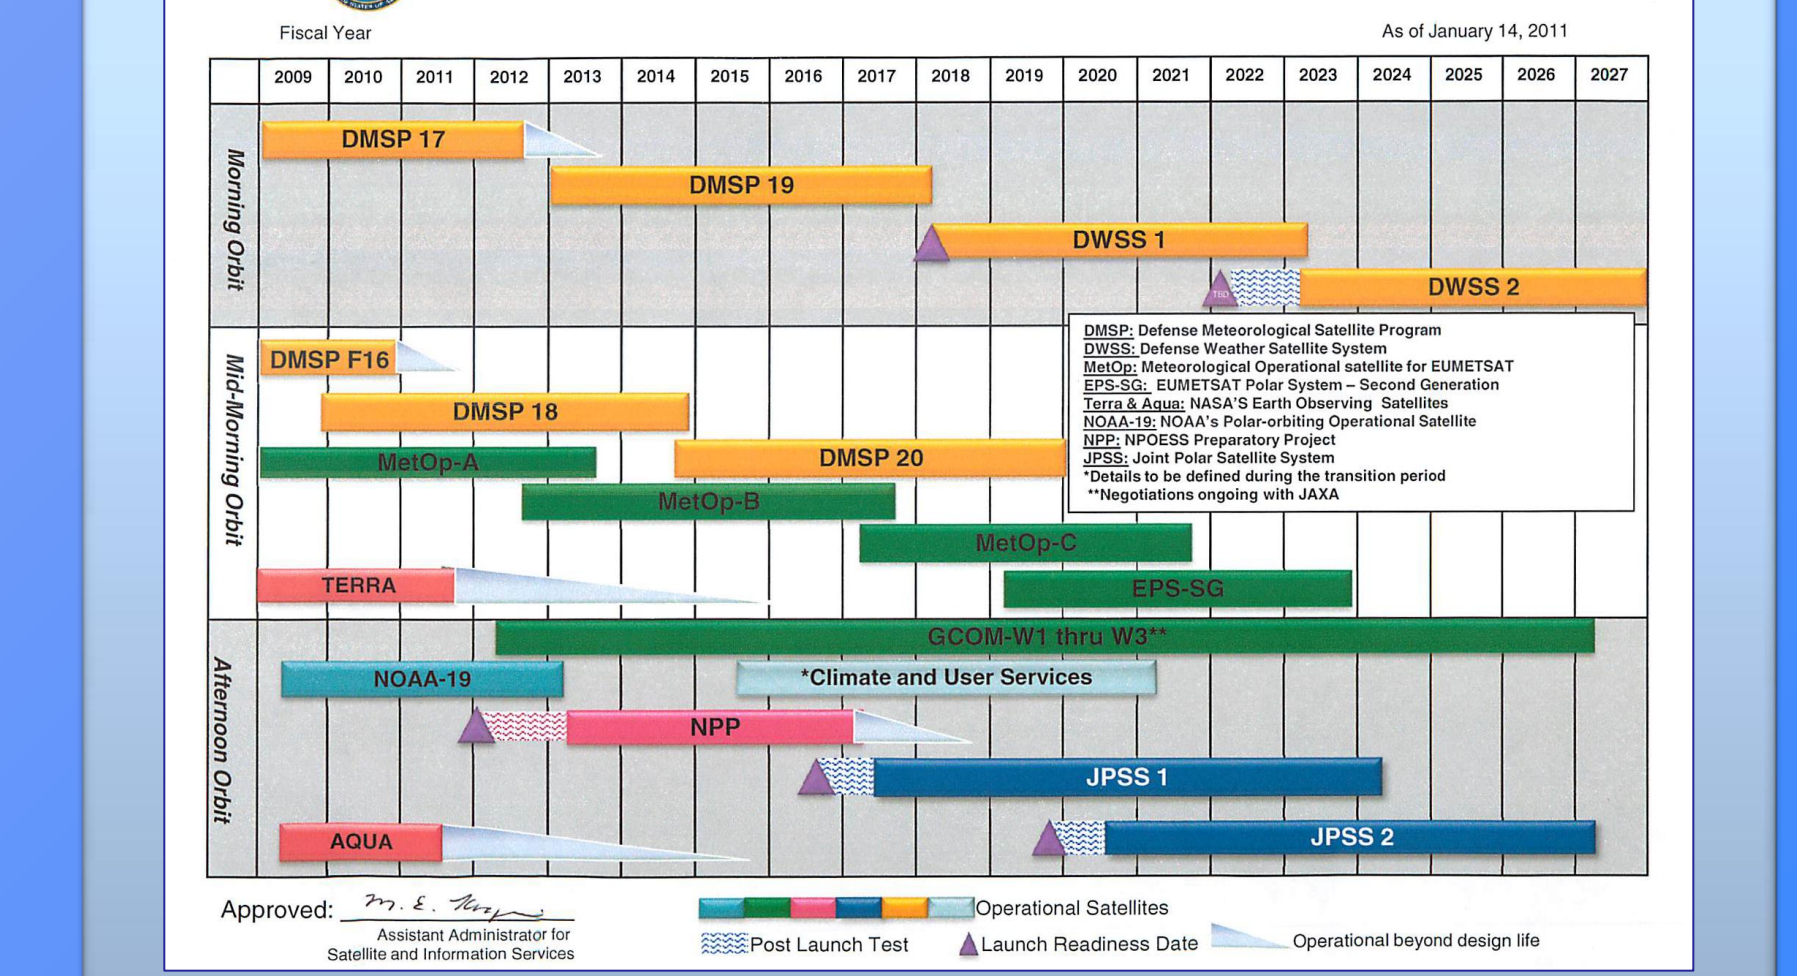 Fiscal Year
As of January 14, 2011
2009 2010 2011 2012 2013 2014 2015 2016 2017 2018 2019 2020 2021 2022 2023 2024 2025 2026 2027
Morning Orbit
DMSP 17
DMSP 19
DWSS 1
TBD
DWSS 2
Mid-Morning Orbit
DMSP F16
DMSP 18
MetOp-A
DMSP 20
MetOp-B
MetOp-C
TERRA
EPS-SG
DMSP: Defense Meteorological Satellite Program
DWSS: Defense Weather Satellite System
MetOp: Meteorological Operational satellite for EUMETSAT
EPS-SG: EUMETSAT Polar System – Second Generation
Terra & Aqua: NASA'S Earth Observing Satellites
NOAA-19: NOAA's Polar-orbiting Operational Satellite
NPP: NPOESS Preparatory Project
JPSS: Joint Polar Satellite System
*Details to be defined during the transition period
**Negotiations ongoing with JAXA
Afternoon Orbit
GCOM-W1 thru W3**
NOAA-19
*Climate and User Services
NPP
JPSS 1
JPSS 2
AQUA
Approved: M. E.
Assistant Administrator for
Satellite and Information Services
Operational Satellites
Post Launch Test
Launch Readiness Date
Operational beyond design life